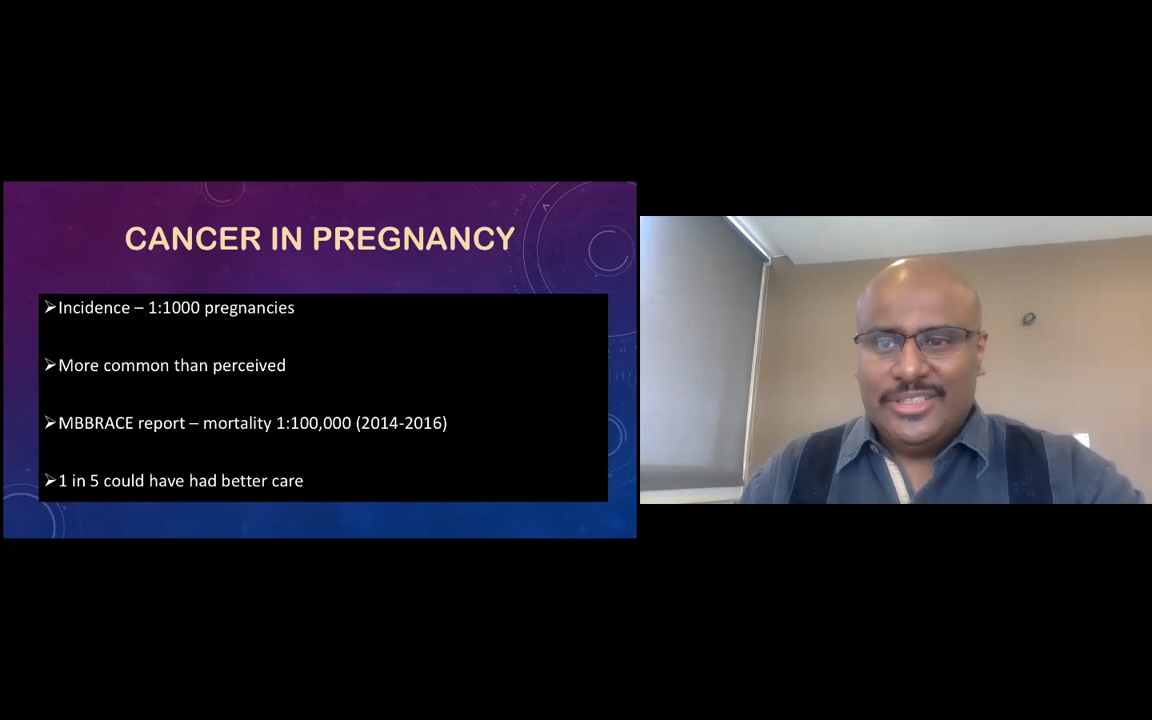 CANCER IN PREGNANCY
➢Incidence – 1:1000 pregnancies
➢More common than perceived
➢MBBRACE report – mortality 1:100,000 (2014-2016)
➢1 in 5 could have had better care